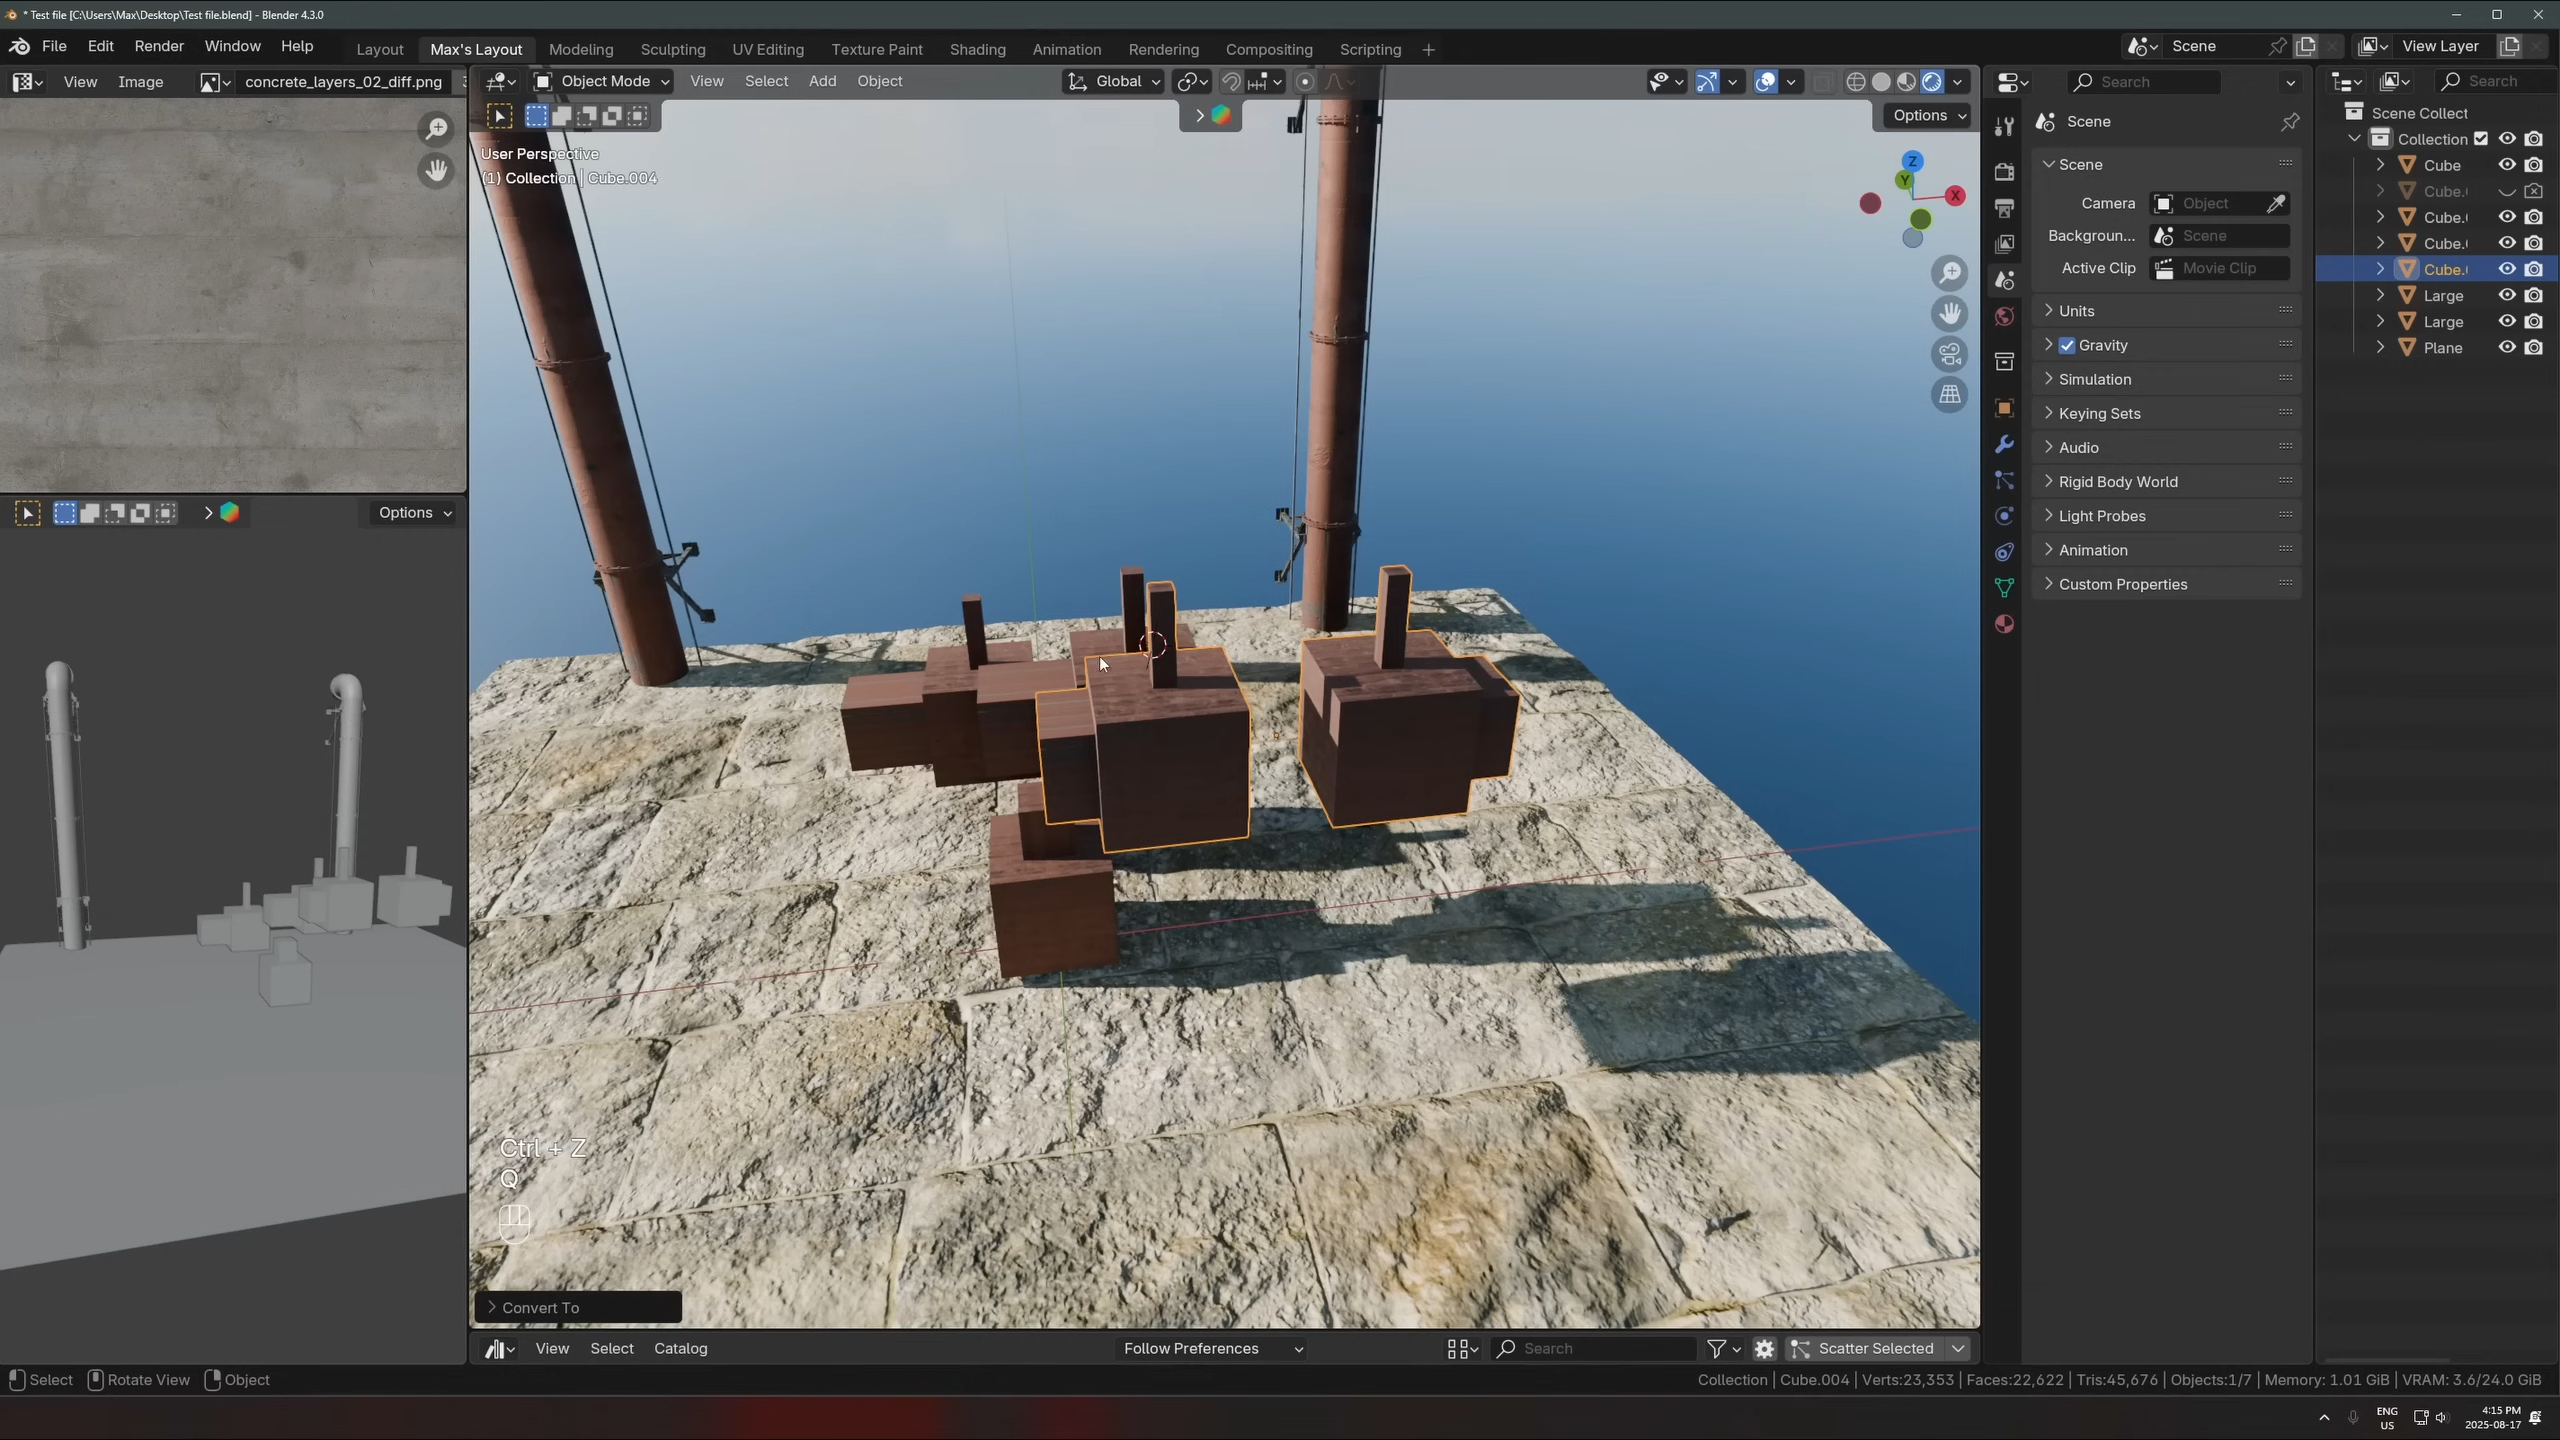 * Test file [C:\Users\Max\Desktop\Test file.blend] - Blender 4.3.0
File Edit Render Window Help Layout Max's Layout Modeling Sculpting UV Editing Texture Paint Shading Animation Rendering Compositing Scripting + Scene View Layer
View Image concrete_layers_02_diff.png
Object Mode View Select Add Object Global
Search
Search
Options
User Perspective
(1) Collection | Cube.004
Z
Y
X
Options
Scene
Scene
Camera Object
Backgroun... Scene
Active Clip Movie Clip
Units
Gravity
Simulation
Keying Sets
Audio
Rigid Body World
Light Probes
Animation
Custom Properties
Scene Collect
Collection
Cube
Cube.
Cube.
Cube.
Cube.
Large
Large
Plane
Ctrl + Z
Q
Convert To
View Select Catalog Follow Preferences Search Scatter Selected
Select Rotate View Object
Collection | Cube.004 | Verts:23,353 | Faces:22,622 | Tris:45,676 | Objects:1/7 | Memory: 1.01 GiB | VRAM: 3.6/24.0 GiB
ENG
US
4:15 PM
2025-08-17